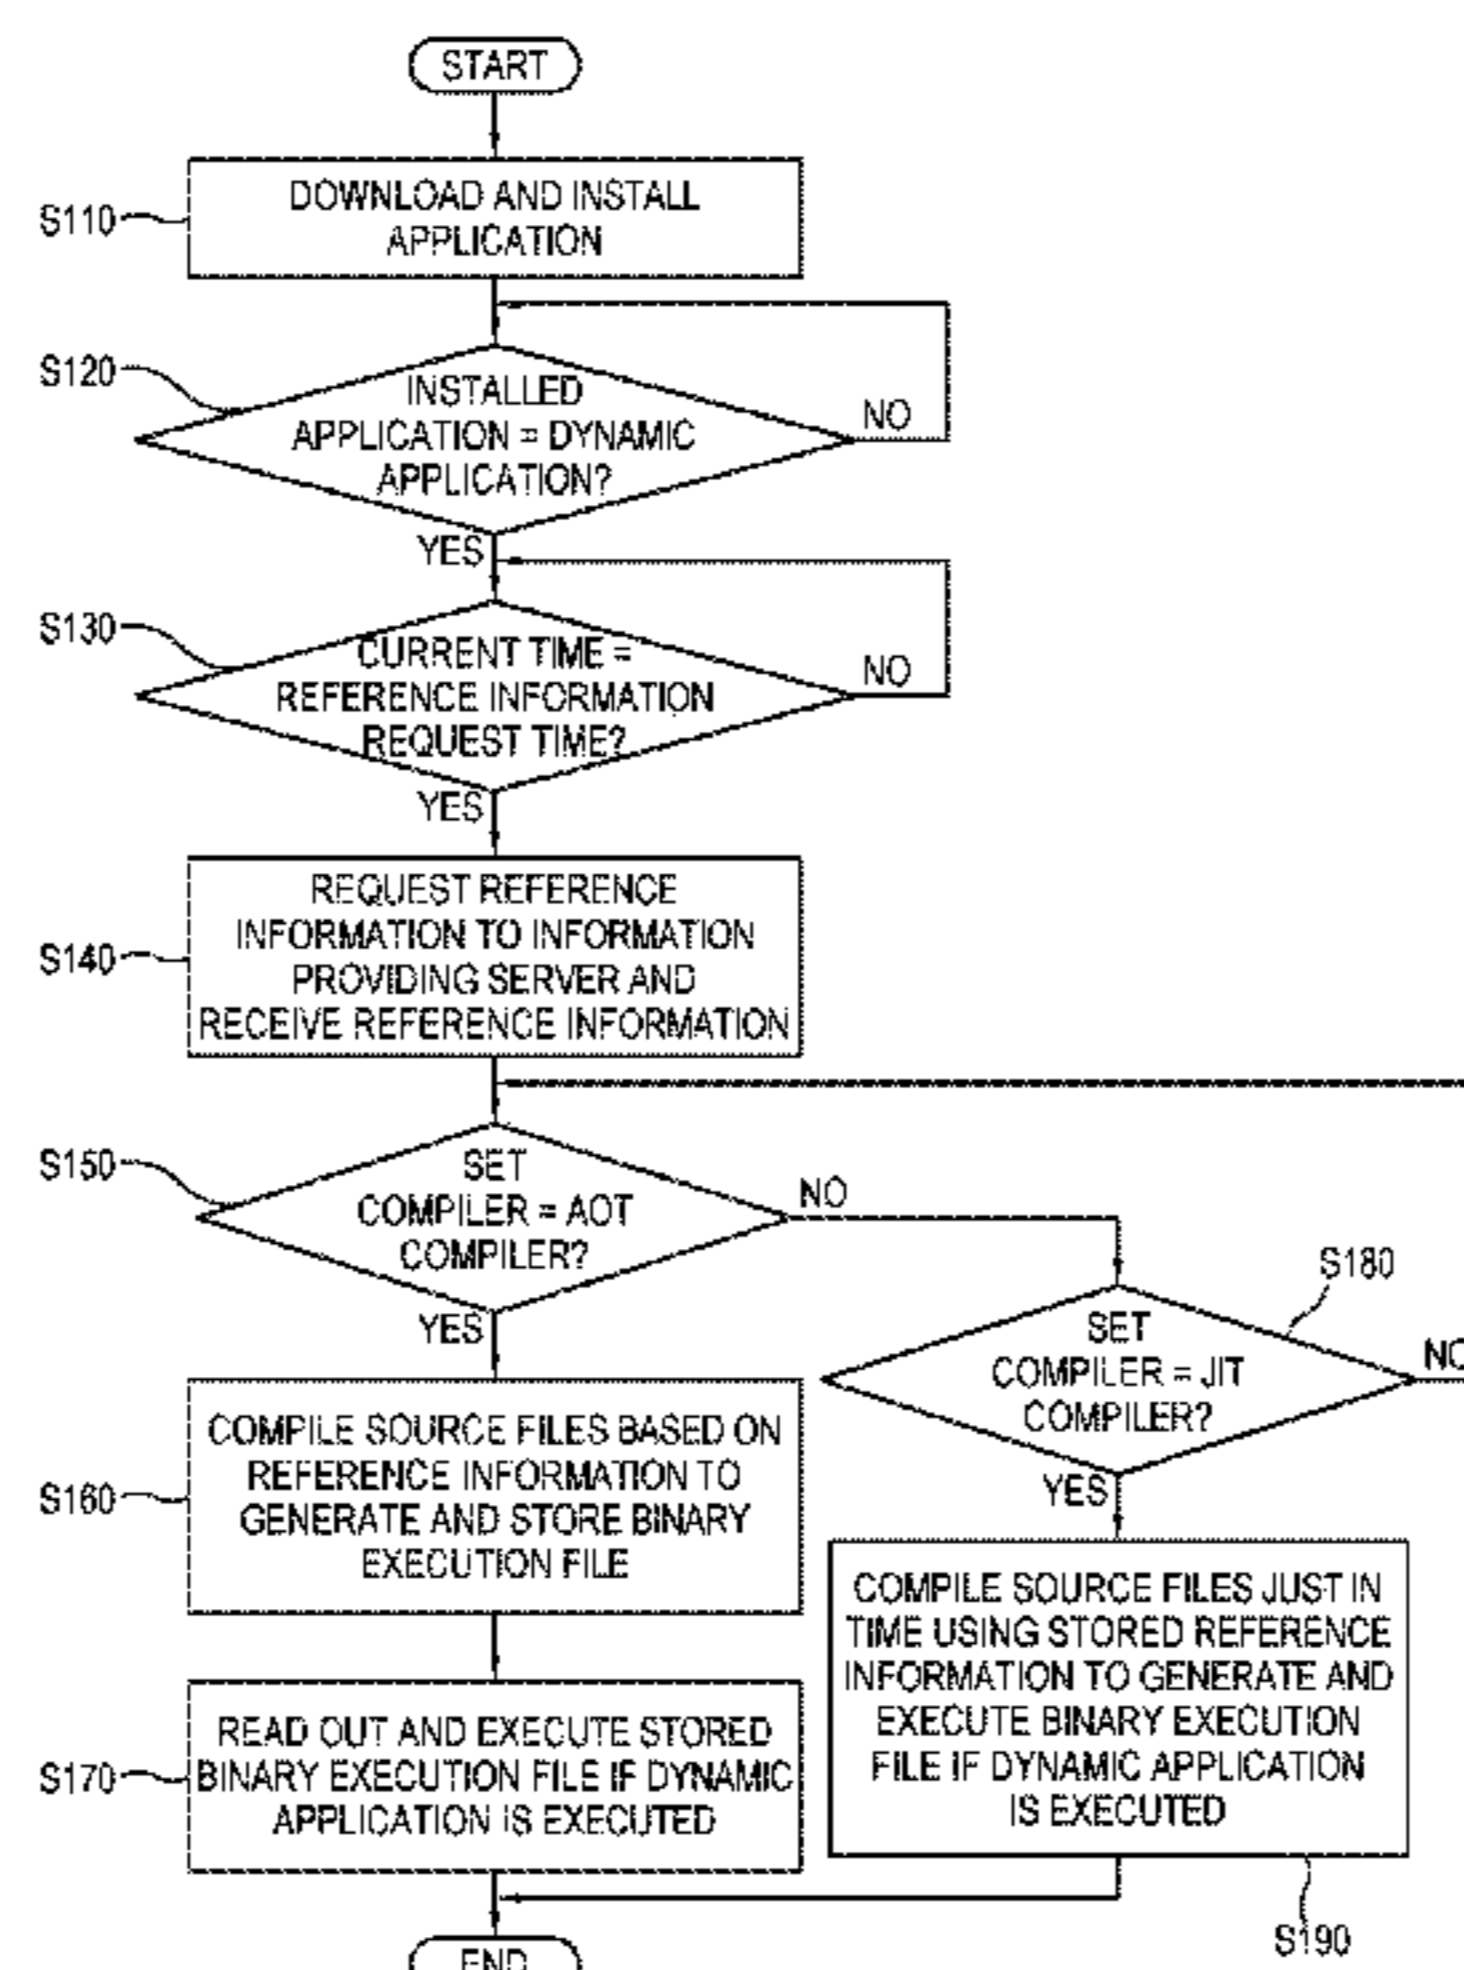 START
S110
DOWNLOAD AND INSTALL
APPLICATION
S120
INSTALLED
APPLICATION = DYNAMIC
APPLICATION?
NO
YES
S130
CURRENT TIME =
REFERENCE INFORMATION
REQUEST TIME?
NO
YES
S140
REQUEST REFERENCE
INFORMATION TO INFORMATION
PROVIDING SERVER AND
RECEIVE REFERENCE INFORMATION
S150
SET
COMPILER = AOT
COMPILER?
NO
YES
S180
SET
COMPILER = JIT
COMPILER?
NO
YES
S160
COMPILE SOURCE FILES BASED ON
REFERENCE INFORMATION TO
GENERATE AND STORE BINARY
EXECUTION FILE
S170
READ OUT AND EXECUTE STORED
BINARY EXECUTION FILE IF DYNAMIC
APPLICATION IS EXECUTED
COMPILE SOURCE FILES JUST IN
TIME USING STORED REFERENCE
INFORMATION TO GENERATE AND
EXECUTE BINARY EXECUTION
FILE IF DYNAMIC APPLICATION
IS EXECUTED
S190
END